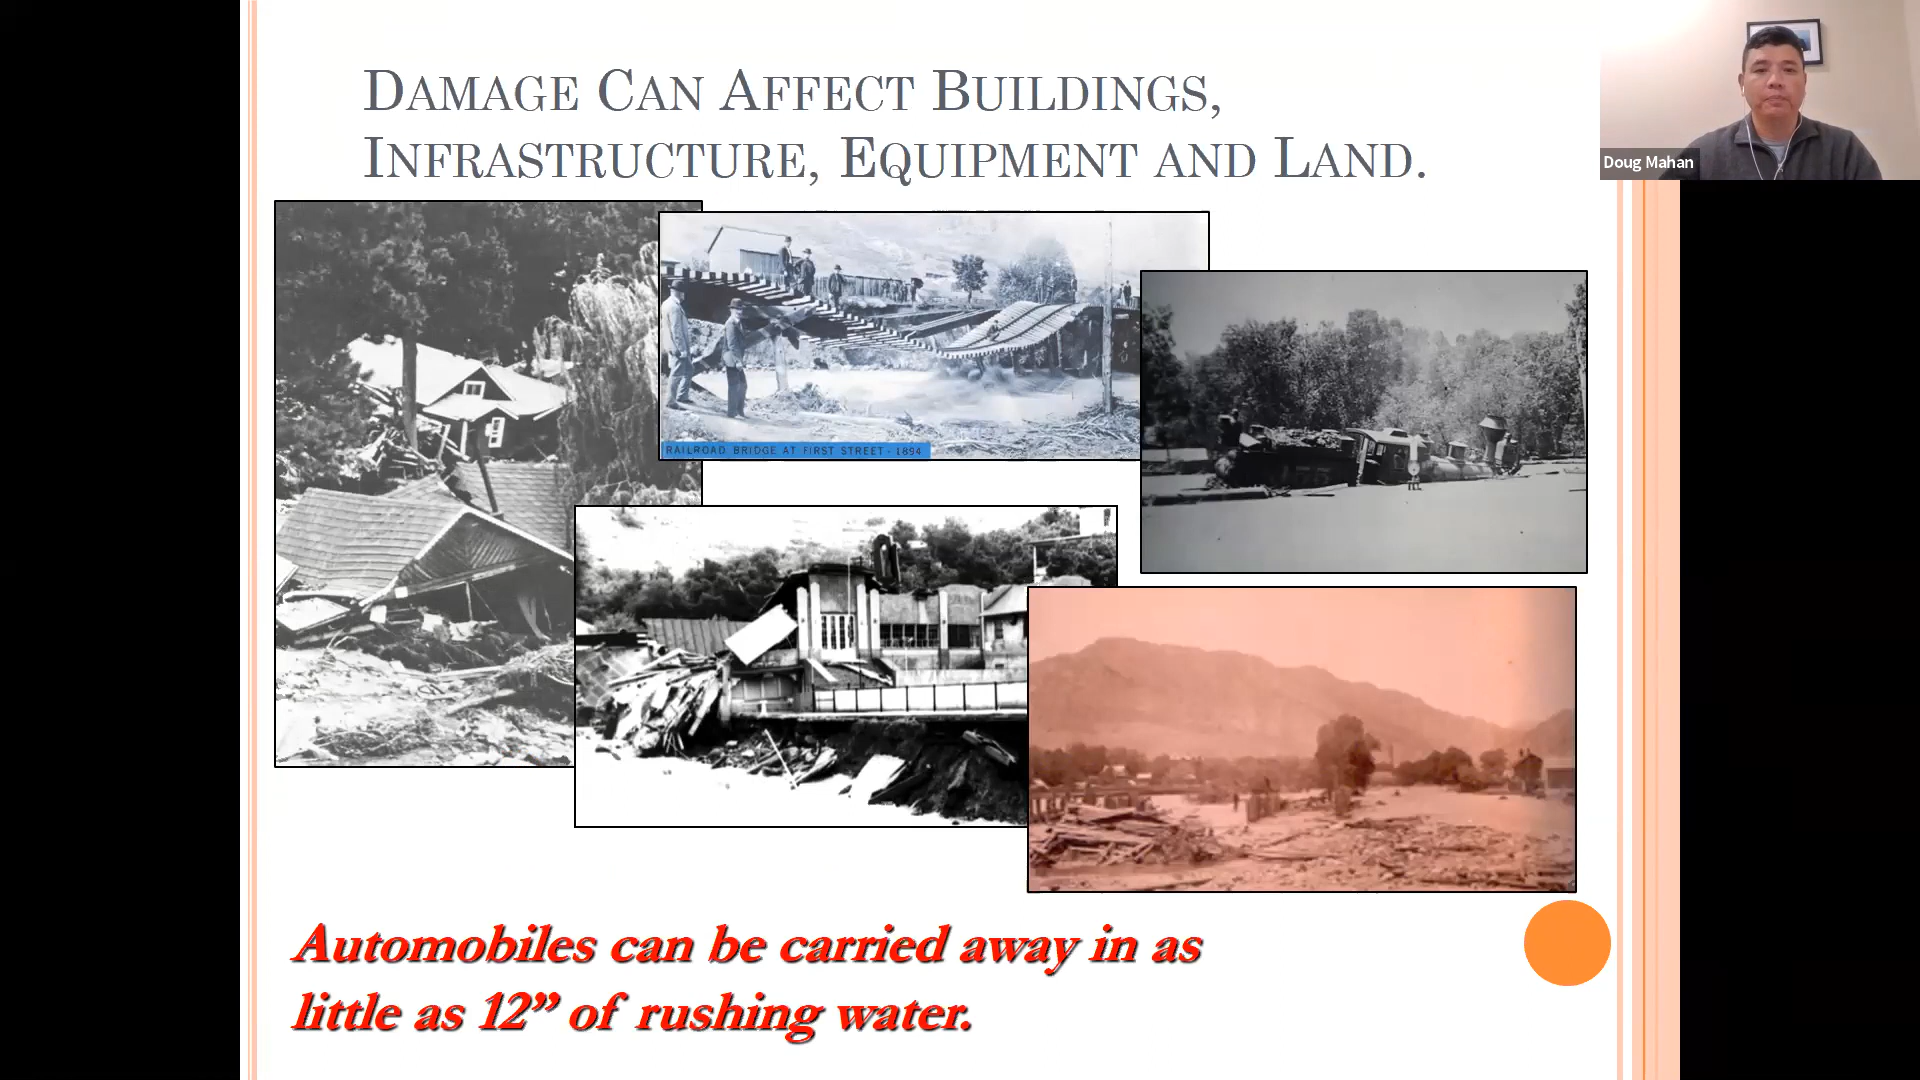 Damage Can Affect Buildings,
Infrastructure, Equipment and Land.
Doug Mahan
RAILROAD BRIDGE AT FIRST STREET - 1894
Automobiles can be carried away in as
little as 12” of rushing water.